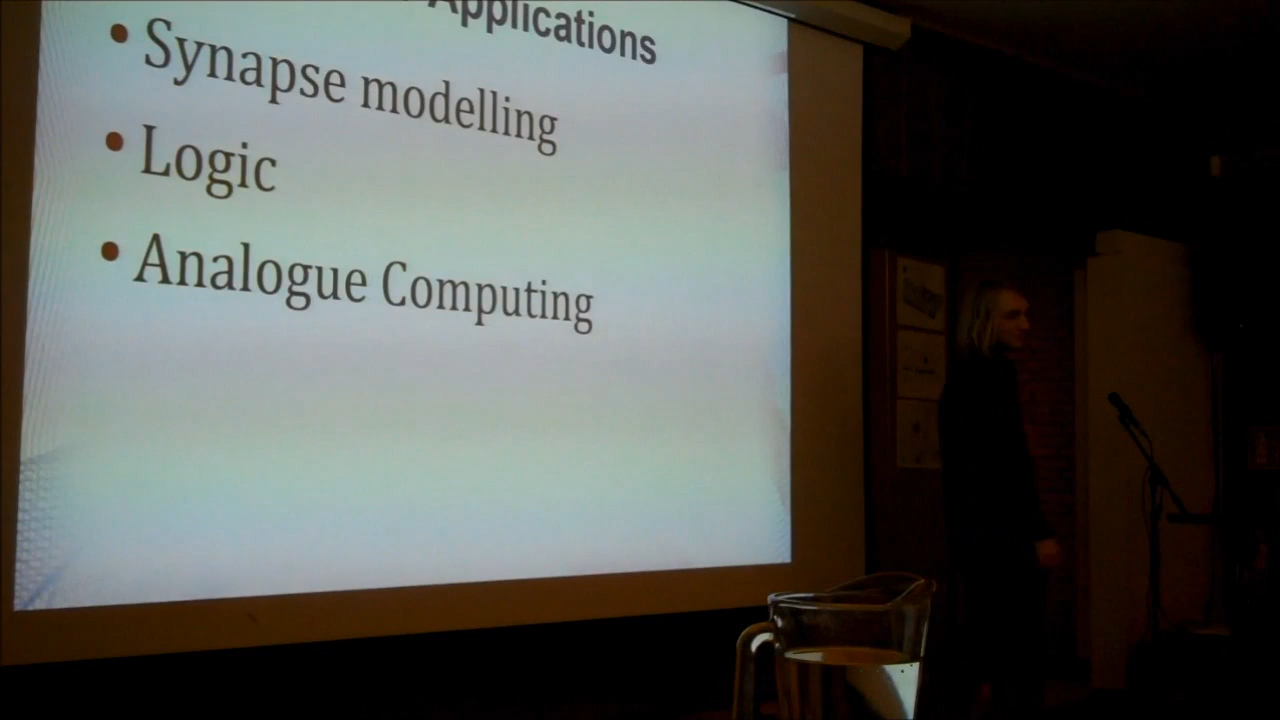 Applications
• Synapse modelling
• Logic
• Analogue Computing